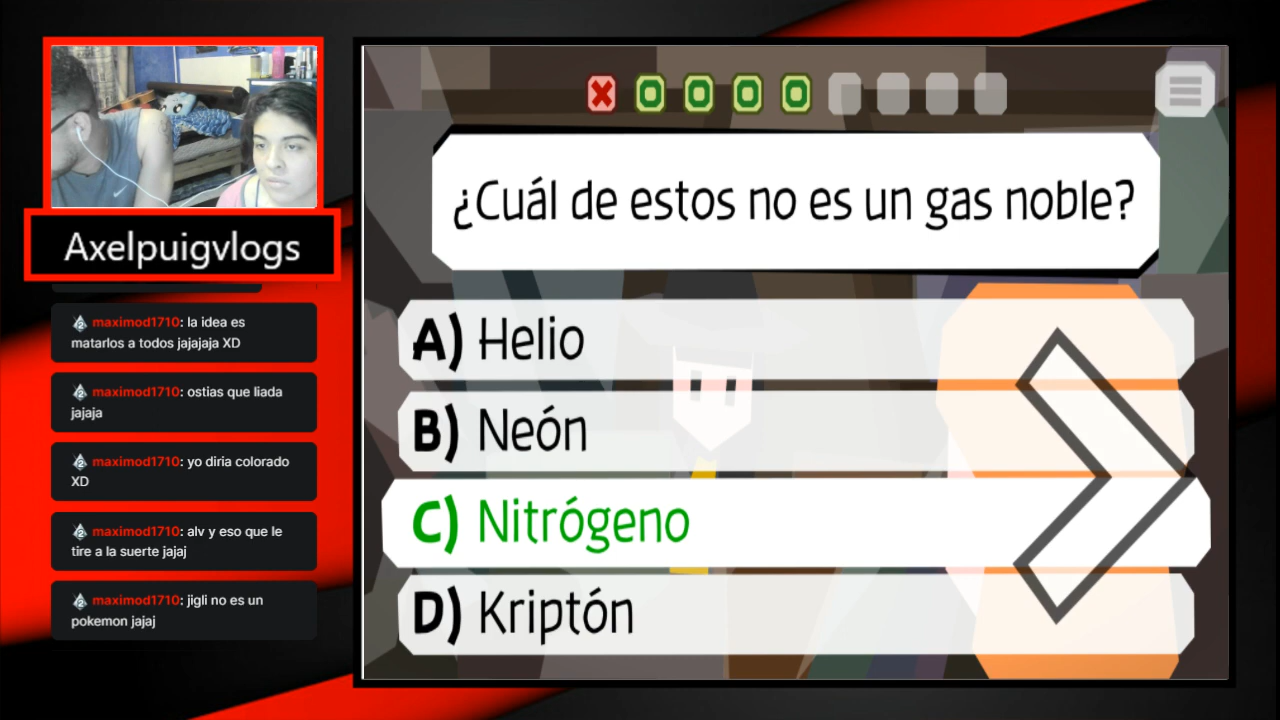 Axelpuigvlogs
maximod1710: la idea es
matarlos a todos jajajaja XD
maximod1710: ostias que liada
jajaja
maximod1710: yo diria colorado
XD
maximod1710: alv y eso que le
tire a la suerte jajaj
maximod1710: jigli no es un
pokemon jajaj
¿Cuál de estos no es un gas noble?
A) Helio
B) Neón
C) Nitrógeno
D) Kriptón